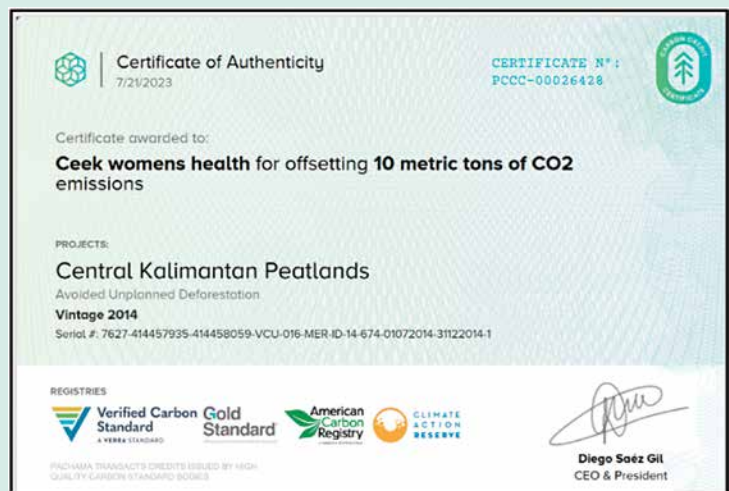 Certificate of Authenticity
7/21/2023
CERTIFICATE N°:
PCCC-00026428
CARBON CREDIT
CERTIFICATE
Certificate awarded to:
Ceek womens health for offsetting 10 metric tons of CO2
emissions
PROJECTS:
Central Kalimantan Peatlands
Avoided Unplanned Deforestation
Vintage 2014
Serial #: 7627-414457935-414458059-VCU-016-MER-ID-14-674-01072014-31122014-1
REGISTRIES
Verified Carbon
Standard
A VERRA STANDARD
Gold
Standard
American
Carbon
Registry
CLIMATE
ACTION
RESERVE
PACHAMA TRANSACTS CREDITS ISSUED BY HIGH
QUALITY CARBON STANDARD BODIES
Diego Saéz Gil
CEO & President